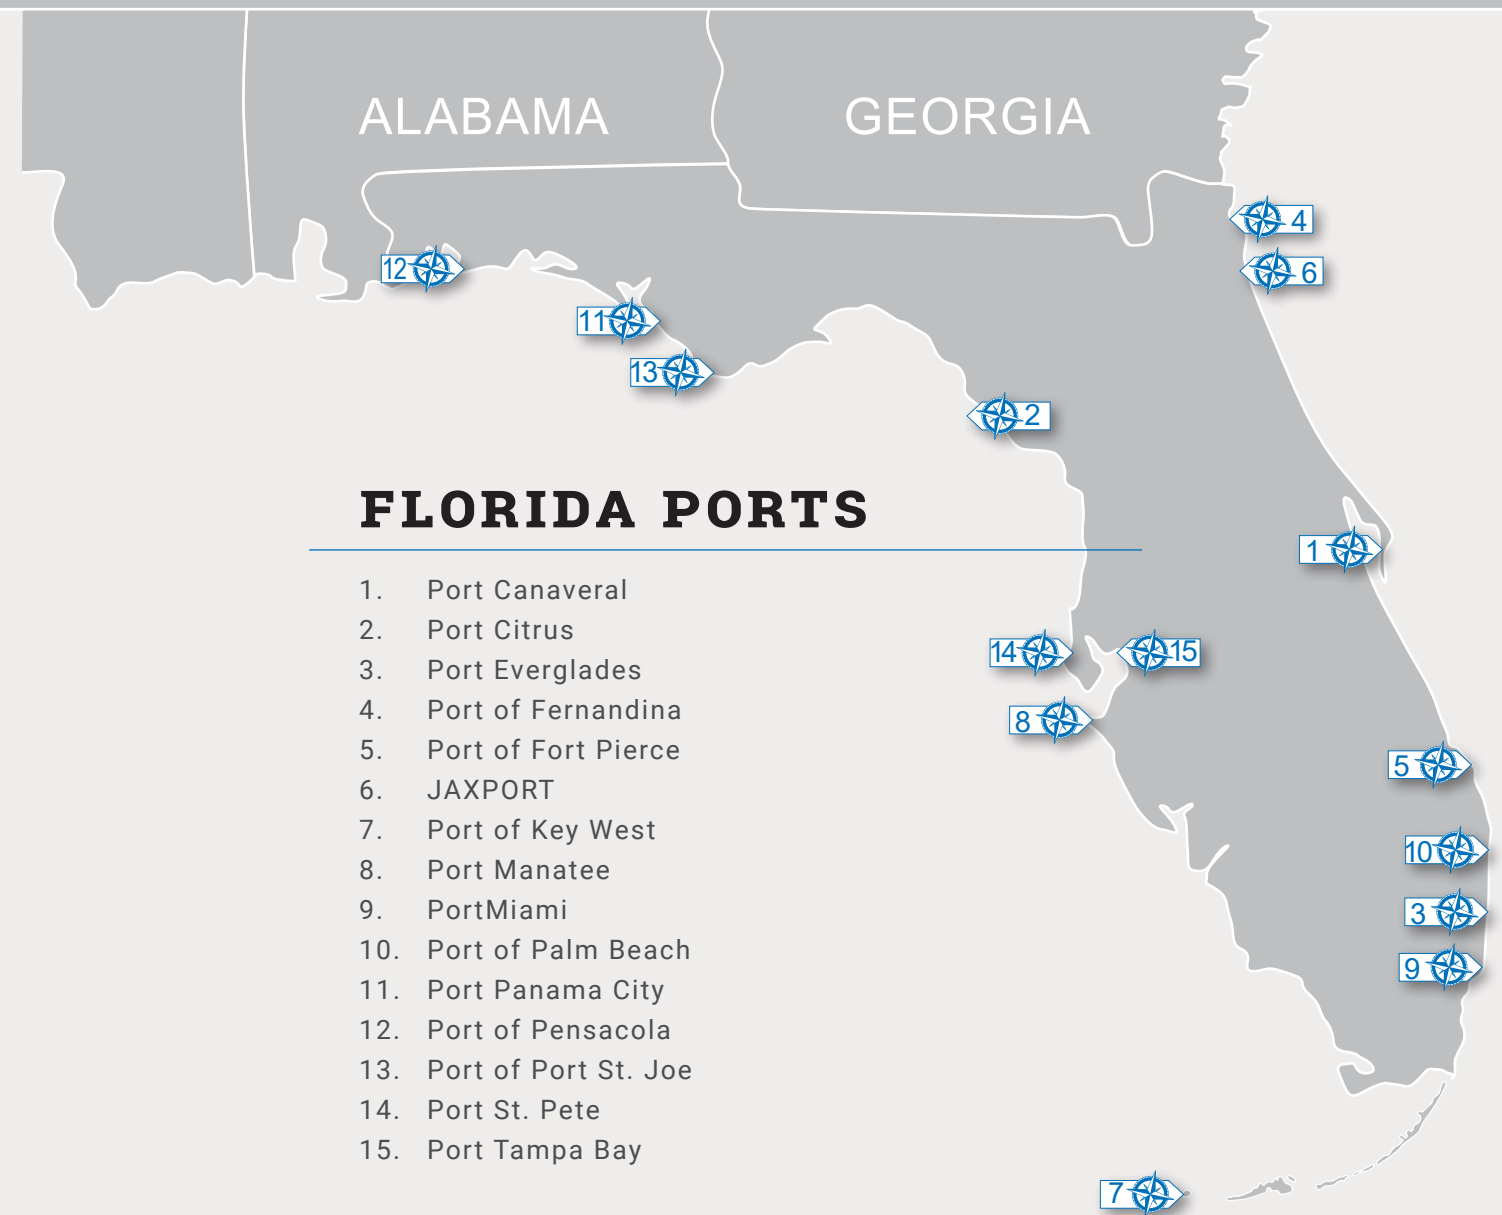 ALABAMA
GEORGIA
4
6
12
11
13
2
FLORIDA PORTS
1
1. Port Canaveral
2. Port Citrus
3. Port Everglades
4. Port of Fernandina
5. Port of Fort Pierce
6. JAXPORT
7. Port of Key West
8. Port Manatee
9. PortMiami
10. Port of Palm Beach
11. Port Panama City
12. Port of Pensacola
13. Port of Port St. Joe
14. Port St. Pete
15. Port Tampa Bay
14
15
8
5
10
3
9
7